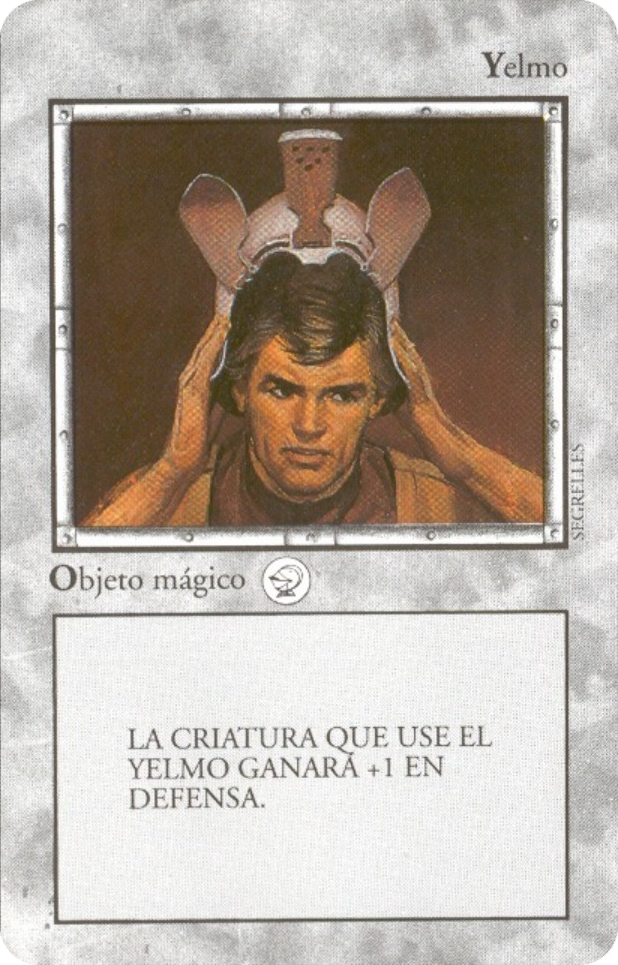 Yelmo
SEGRELLES
Objeto mágico
LA CRIATURA QUE USE EL
YELMO GANARÁ +1 EN
DEFENSA.